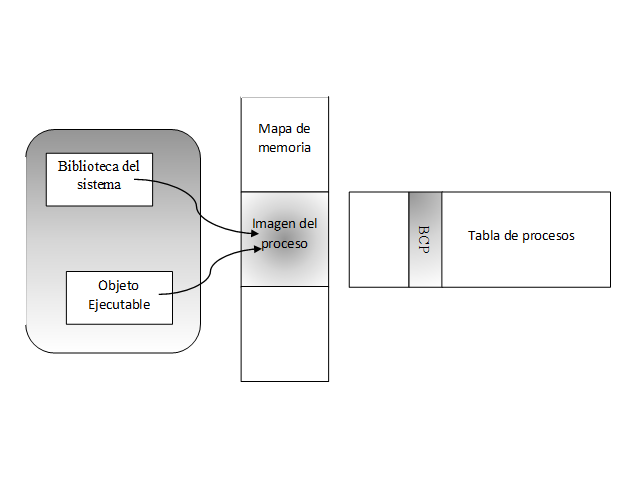 Biblioteca del
sistema
Objeto
Ejecutable
Mapa de
memoria
Imagen del
proceso
BCP
Tabla de procesos